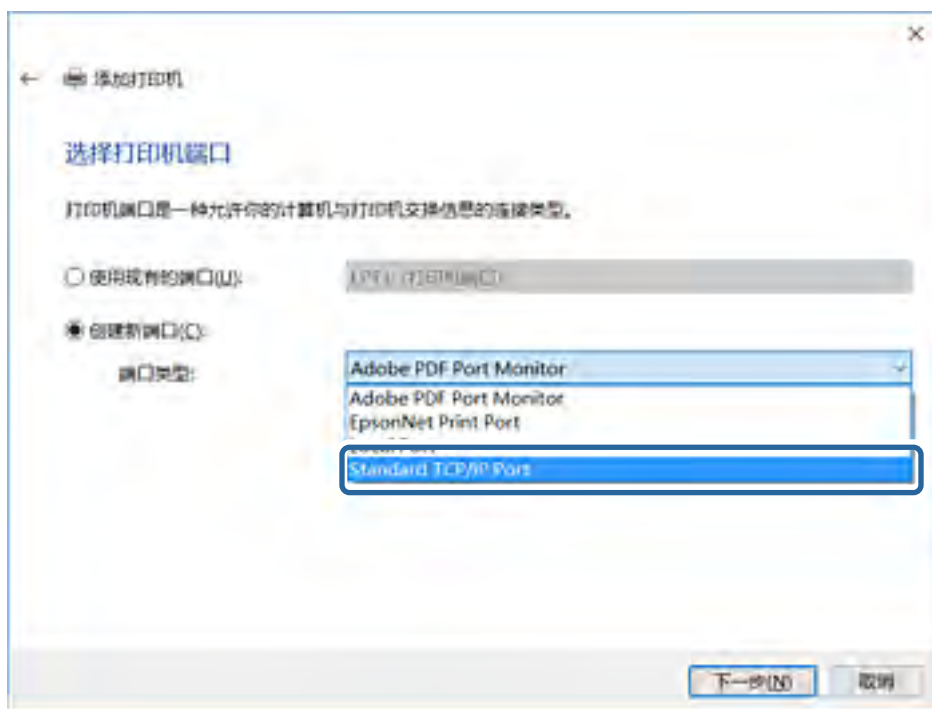 添加打印机
选择打印机端口
打印机端口是一种允许你的计算机与打印机交换信息的连接类型。
使用现有的端口(U):
创建新端口(C):
端口类型:
Adobe PDF Port Monitor
Adobe PDF Port Monitor
EpsonNet Print Port
Standard TCP/IP Port
下一步(N)
取消